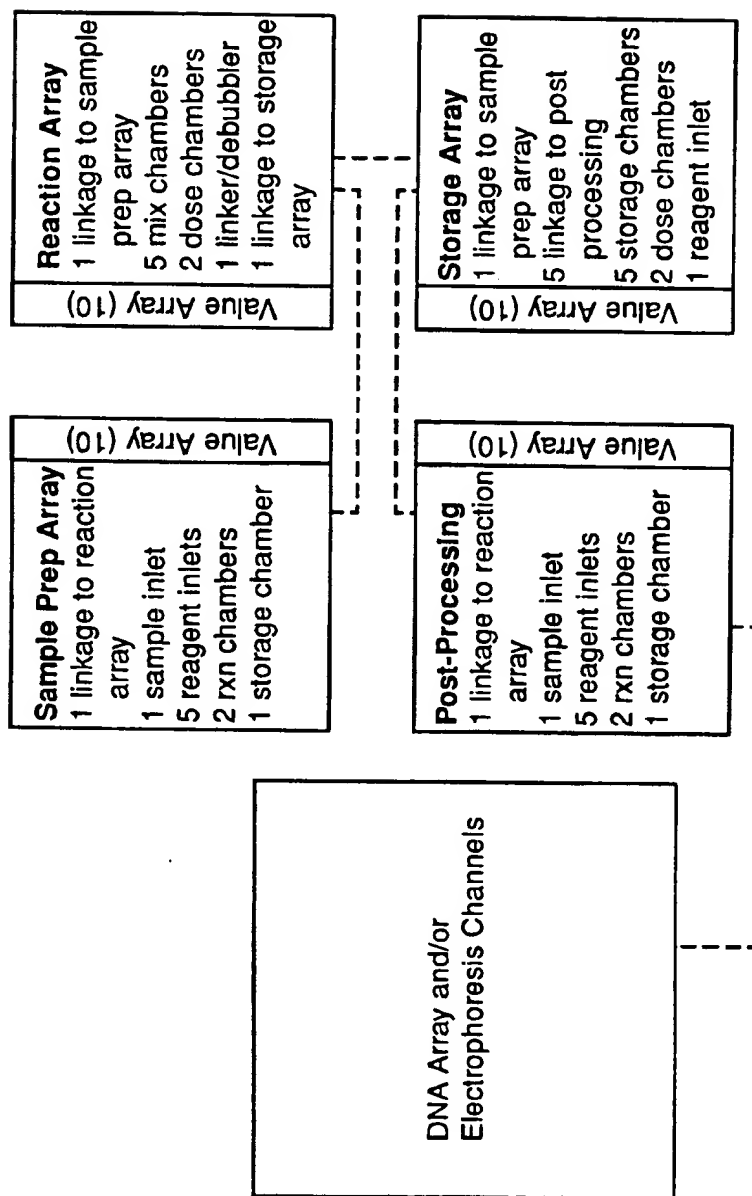 Reaction Array
1 linkage to sample
prep array
5 mix chambers
2 dose chambers
1 linker/debubbler
1 linkage to storage
array
Value Array (10)
Storage Array
1 linkage to sample
prep array
5 linkage to post
processing
5 storage chambers
2 dose chambers
1 reagent inlet
Value Array (10)
Sample Prep Array
1 linkage to reaction
array
1 sample inlet
5 reagent inlets
2 rxn chambers
1 storage chamber
Value Array (10)
Post-Processing
1 linkage to reaction
array
1 sample inlet
5 reagent inlets
2 rxn chambers
1 storage chamber
Value Array (10)
DNA Array and/or
Electrophoresis Channels